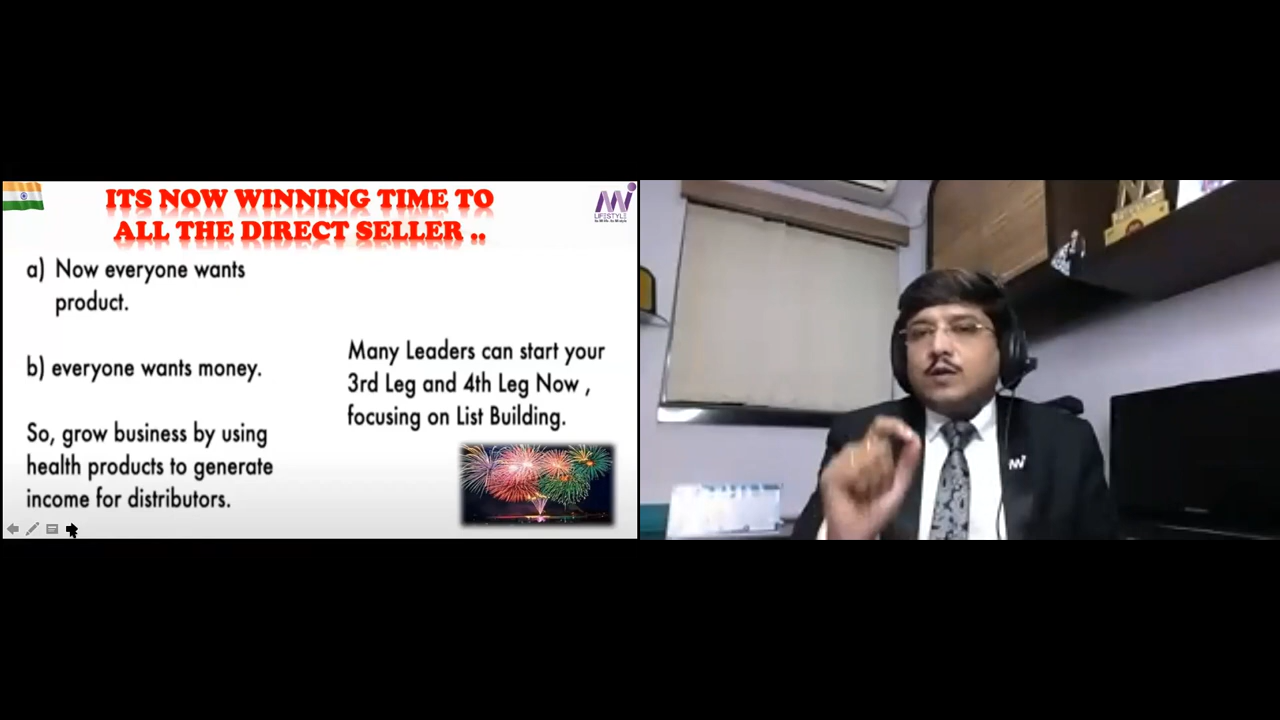 ITS NOW WINNING TIME TO
ALL THE DIRECT SELLER ..
LIFESTYLE
a) Now everyone wants
product.
b) everyone wants money.
So, grow business by using
health products to generate
income for distributors.
Many Leaders can start your
3rd Leg and 4th Leg Now ,
focusing on List Building.